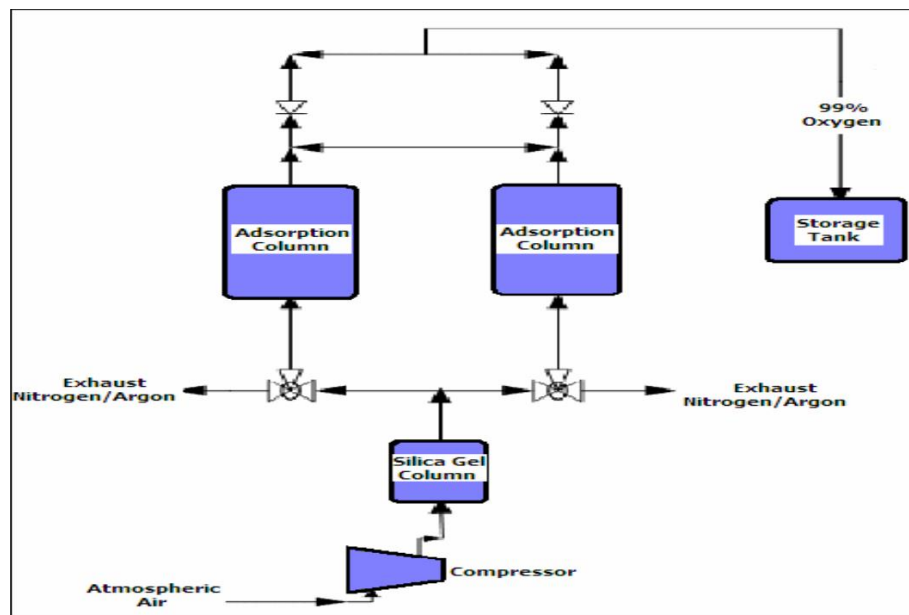 99%
Oxygen
Adsorption
Column
Adsorption
Column
Storage
Tank
Exhaust
Nitrogen/Argon
Exhaust
Nitrogen/Argon
Silica Gel
Column
Compressor
Atmospheric
Air